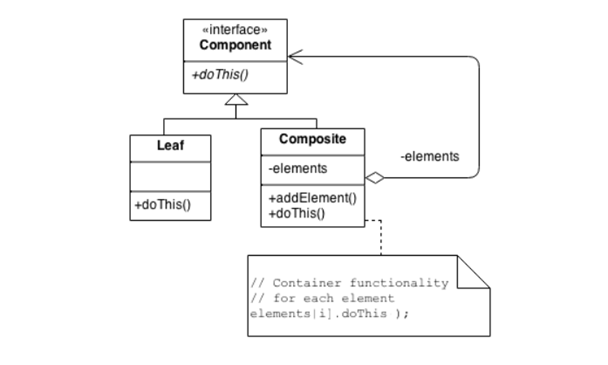 «interface»
Component
+doThis()
Leaf
+doThis()
Composite
-elements
+addElement()
+doThis()
-elements
// Container functionality
// for each element
elements|i].doThis );